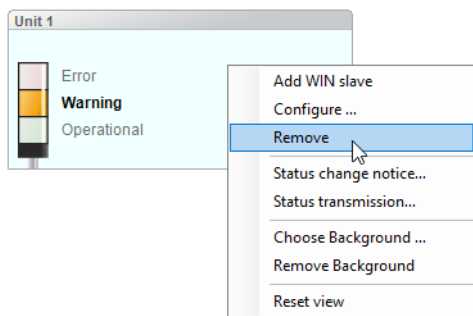 Unit 1
Error
Warning
Operational
Add WIN slave
Configure ...
Remove
Status change notice...
Status transmission...
Choose Background ...
Remove Background
Reset view